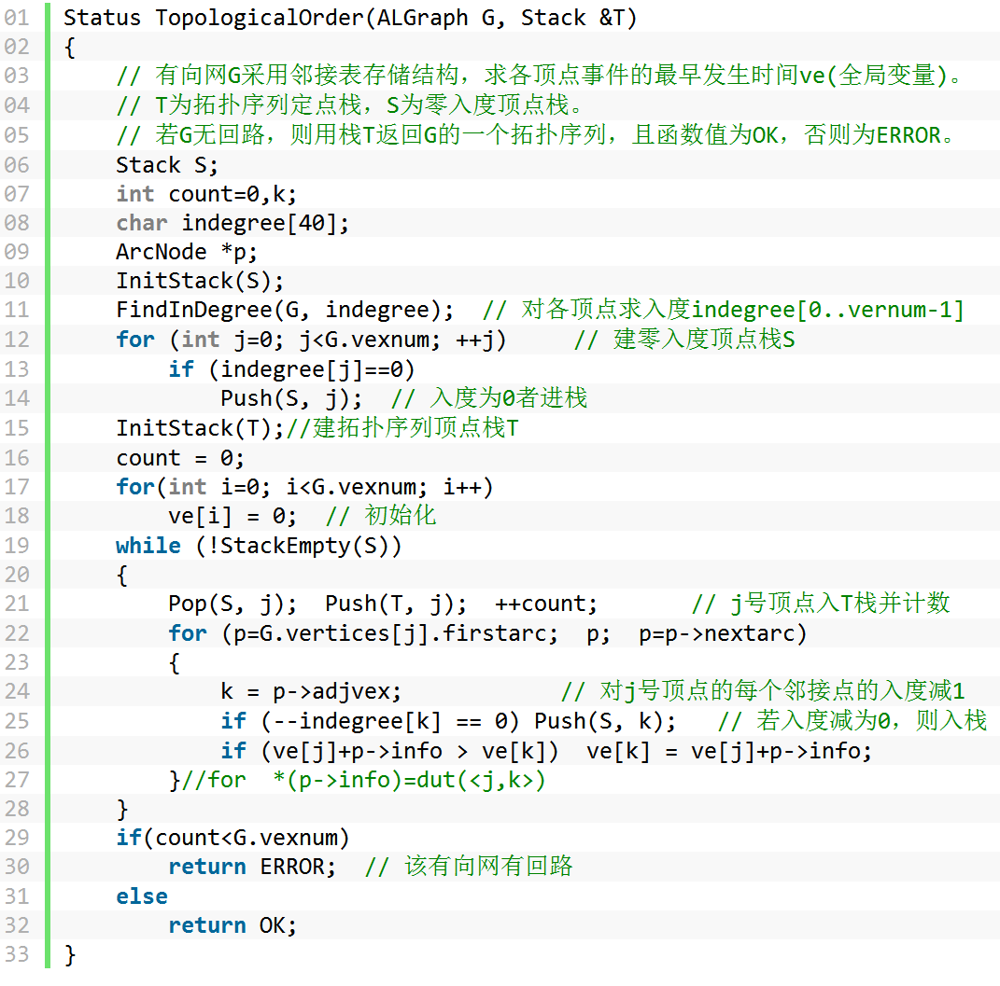 01 Status TopologicalOrder(ALGraph G, Stack &T)
02 {
03     // 有向网G采用邻接表存储结构，求各顶点事件的最早发生时间ve(全局变量)。
04     // T为拓扑序列定点栈，S为零入度顶点栈。
05     // 若G无回路，则用栈T返回G的一个拓扑序列，且函数值为OK，否则为ERROR。
06     Stack S;
07     int count=0,k;
08     char indegree[40];
09     ArcNode *p;
10     InitStack(S);
11     FindInDegree(G, indegree);  // 对各顶点求入度indegree[0..vernum-1]
12     for (int j=0; j<G.vexnum; ++j)     // 建零入度顶点栈S
13         if (indegree[j]==0)
14             Push(S, j);  // 入度为0者进栈
15     InitStack(T);//建拓扑序列顶点栈T
16     count = 0;
17     for(int i=0; i<G.vexnum; i++)
18         ve[i] = 0;  // 初始化
19     while (!StackEmpty(S))
20     {
21         Pop(S, j);  Push(T, j);  ++count;       // j号顶点入T栈并计数
22         for (p=G.vertices[j].firstarc;  p;  p=p->nextarc)
23         {
24             k = p->adjvex;            // 对j号顶点的每个邻接点的入度减1
25             if (--indegree[k] == 0) Push(S, k);   // 若入度减为0，则入栈
26             if (ve[j]+p->info > ve[k])  ve[k] = ve[j]+p->info;
27         }//for  *(p->info)=dut(<j,k>)
28     }
29     if(count<G.vexnum)
30         return ERROR;  // 该有向网有回路
31     else
32         return OK;
33 }